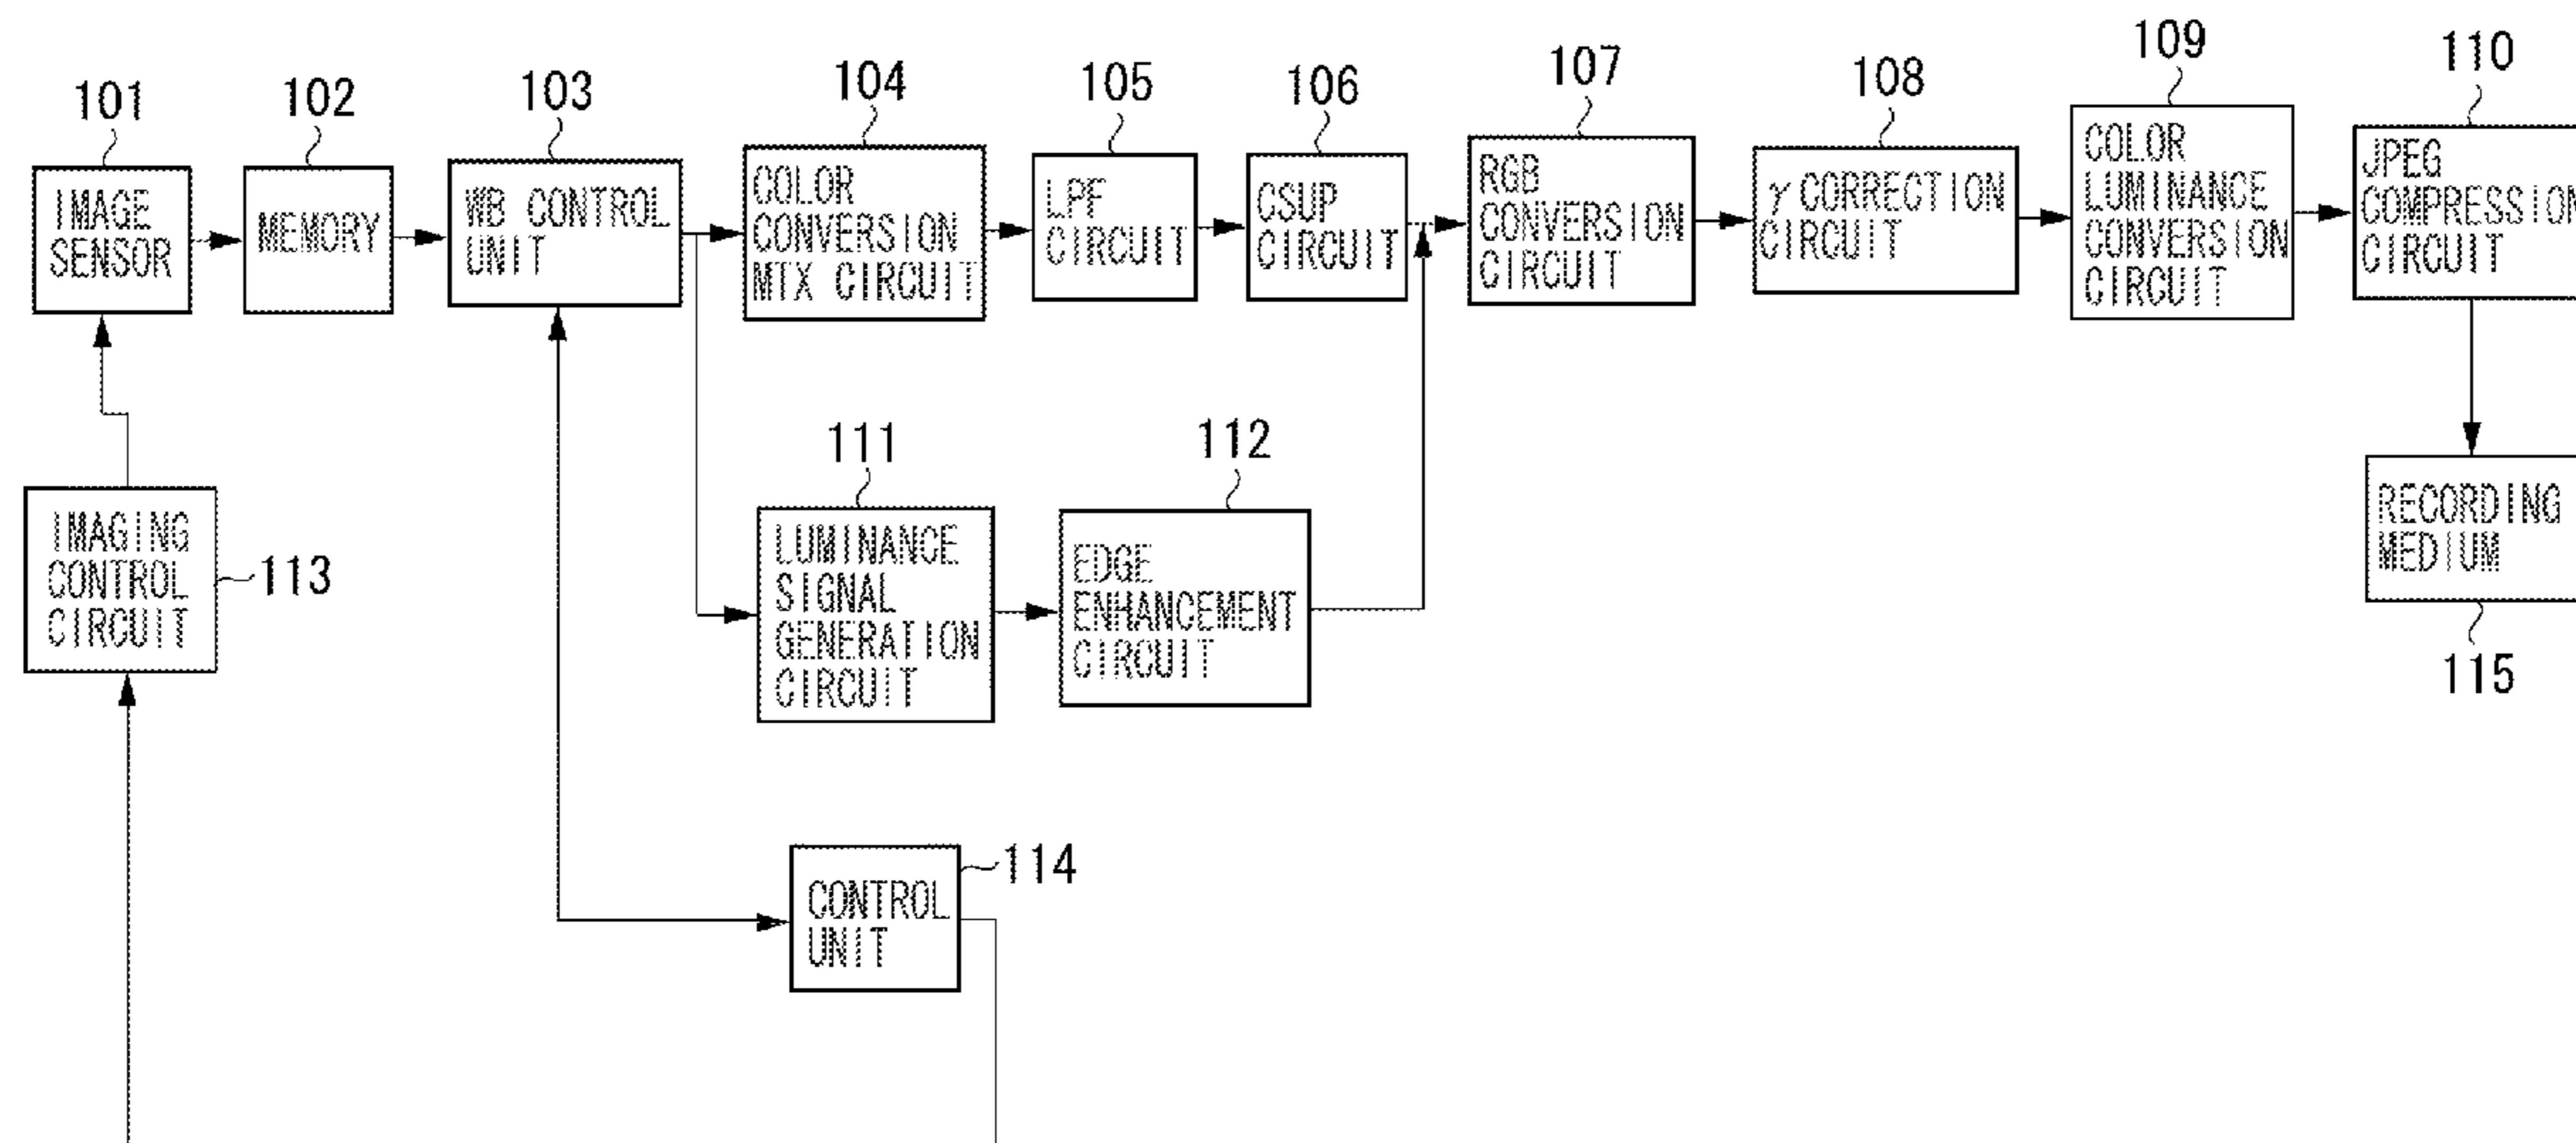 101
IMAGE
SENSOR
102
MEMORY
103
WB CONTROL
UNIT
104
COLOR
CONVERSION
MTX CIRCUIT
105
LPF
CIRCUIT
106
CSUP
CIRCUIT
107
RGB
CONVERSION
CIRCUIT
108
γ CORRECTION
CIRCUIT
109
COLOR
LUMINANCE
CONVERSION
CIRCUIT
110
JPEG
COMPRESSION
CIRCUIT
IMAGING
CONTROL
CIRCUIT
113
111
LUMINANCE
SIGNAL
GENERATION
CIRCUIT
112
EDGE
ENHANCEMENT
CIRCUIT
RECORDING
MEDIUM
115
CONTROL
UNIT
114